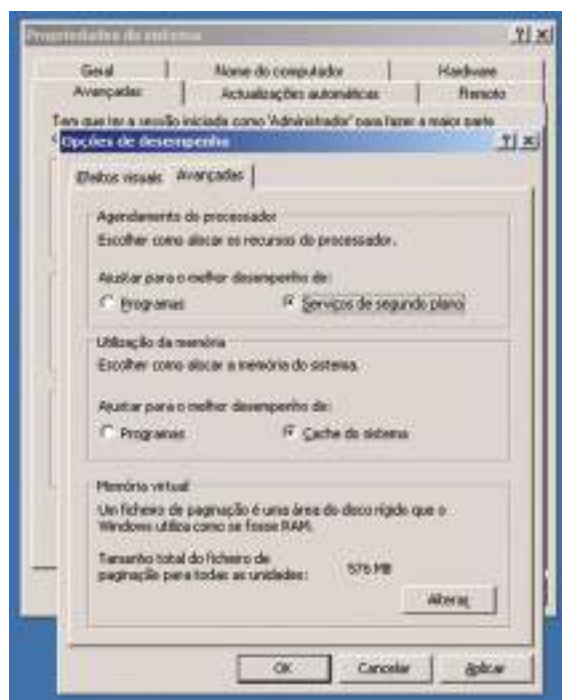 Propriedades do sistema
Geral
Nome do computador
Hardware
Avançadas
Actualizações automáticas
Remoto
Tem que ter a sessão iniciada como 'Administrador' para fazer a maior parte
Opções de desempenho
Efeitos visuais
Avançadas
Agendamento do processador
Escolher como alocar os recursos do processador.
Ajustar para o melhor desempenho de:
Programas
Serviços de segundo plano
Utilização da memória
Escolher como alocar a memória do sistema.
Ajustar para o melhor desempenho de:
Programas
Cache do sistema
Memória virtual
Um ficheiro de paginação é uma área do disco rígido que o
Windows utiliza como se fosse RAM.
Tamanho total do ficheiro de
paginação para todas as unidades:
576 MB
Alterar
OK
Cancelar
Aplicar